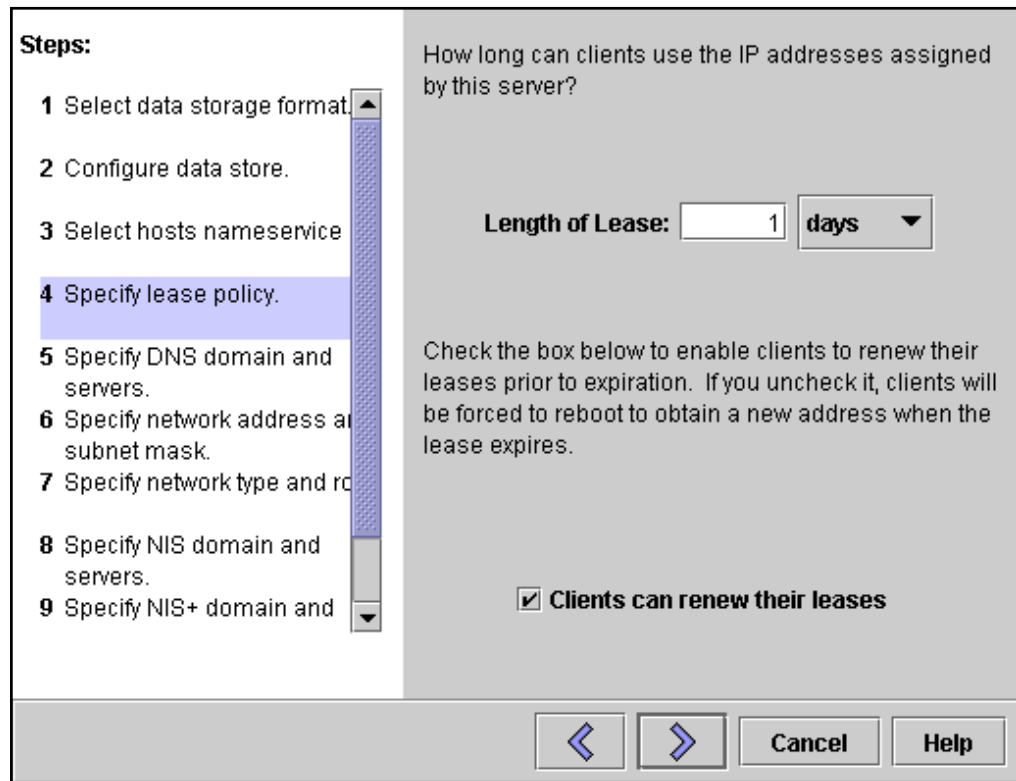 Steps:
1 Select data storage format.
2 Configure data store.
3 Select hosts nameservice
4 Specify lease policy.
5 Specify DNS domain and
servers.
6 Specify network address
subnet mask.
7 Specify network type and
8 Specify NIS domain and
servers.
9 Specify NIS+ domain and
How long can clients use the IP addresses assigned
by this server?
Length of Lease: 1 days
Check the box below to enable clients to renew their
leases prior to expiration. If you uncheck it, clients will
be forced to reboot to obtain a new address when the
lease expires.
Clients can renew their leases
Cancel Help